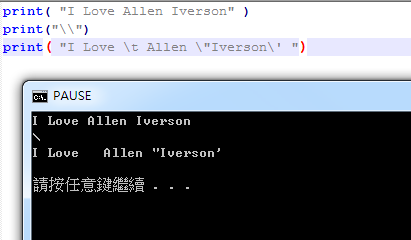 print( "I Love Allen Iverson" )
print("\\")
print( "I Love \t Allen \"Iverson\' ")
C:\. PAUSE
I Love Allen Iverson
\
I Love   Allen "Iverson'
請按任意鍵繼續 . . .